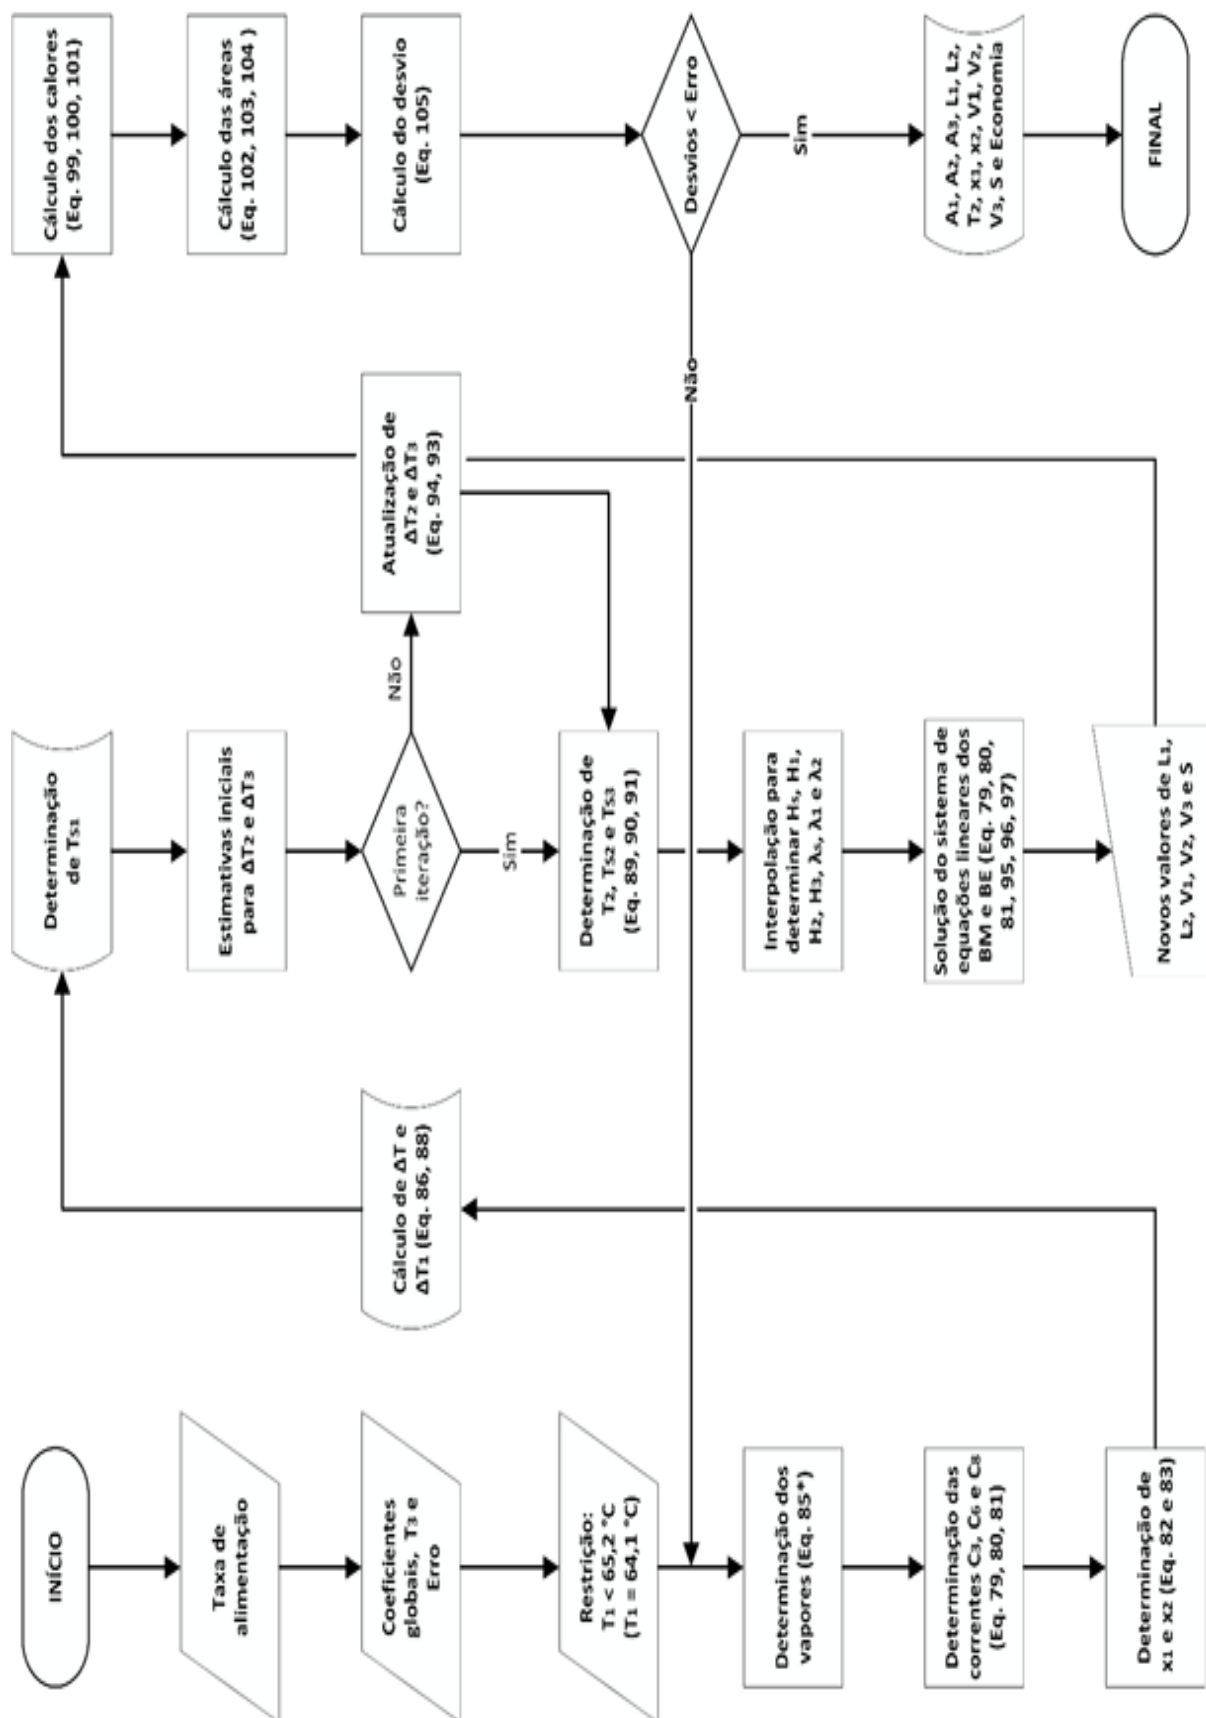 INÍCIO
Taxa de
alimentação
Coeficientes
globais, T₃ e
Erro
Restrição:
T₁ < 65,2 °C
(T₁ = 64,1 °C)
Determinação dos
vapores (Eq. 85*)
Determinação das
correntes C₃, C₆ e C₈
(Eq. 79, 80, 81)
Determinação de
x₁ e x₂ (Eq. 82 e 83)
Cálculo de ΔT e
ΔT₁ (Eq. 86, 88)
Determinação
de Tₛ₁
Estimativas iniciais
para ΔT₂ e ΔT₃
Primeira
iteração?
Não
Sim
Atualização de
ΔT₂ e ΔT₃
(Eq. 94, 93)
Determinação de
T₂, Tₛ₂ e Tₛ₃
(Eq. 89, 90, 91)
Interpolação para
determinar Hₛ, H₁,
H₂, H₃, λₛ, λ₁ e λ₂
Solução do sistema de
equações lineares dos
BM e BE (Eq. 79, 80,
81, 95, 96, 97)
Novos valores de L₁,
L₂, V₁, V₂, V₃ e S
Cálculo dos calores
(Eq. 99, 100, 101)
Cálculo das áreas
(Eq. 102, 103, 104 )
Cálculo do desvio
(Eq. 105)
Desvios < Erro
Não
Sim
A₁, A₂, A₃, L₁, L₂,
T₂, x₁, x₂, V1, V₂,
V₃, S e Economia
FINAL